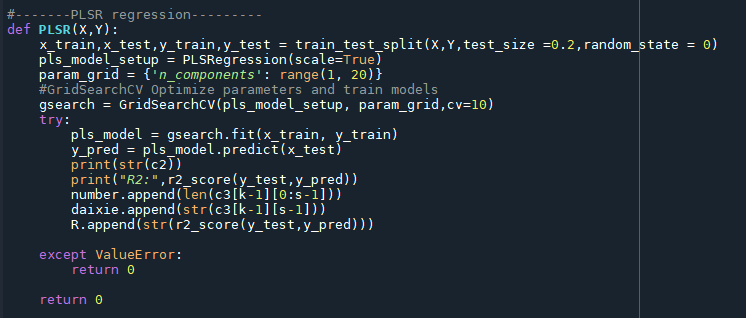 #-------PLSR regression---------
def PLSR(X,Y):
    x_train,x_test,y_train,y_test = train_test_split(X,Y,test_size =0.2,random_state = 0)
    pls_model_setup = PLSRegression(scale=True)
    param_grid = {'n_components': range(1, 20)}
    #GridSearchCV Optimize parameters and train models
    gsearch = GridSearchCV(pls_model_setup, param_grid,cv=10)
    try:
        pls_model = gsearch.fit(x_train, y_train)
        y_pred = pls_model.predict(x_test)
        print(str(c2))
        print("R2:",r2_score(y_test,y_pred))
        number.append(len(c3[k-1][0:s-1]))
        daixie.append(str(c3[k-1][s-1]))
        R.append(str(r2_score(y_test,y_pred)))
    except ValueError:
        return 0
    return 0